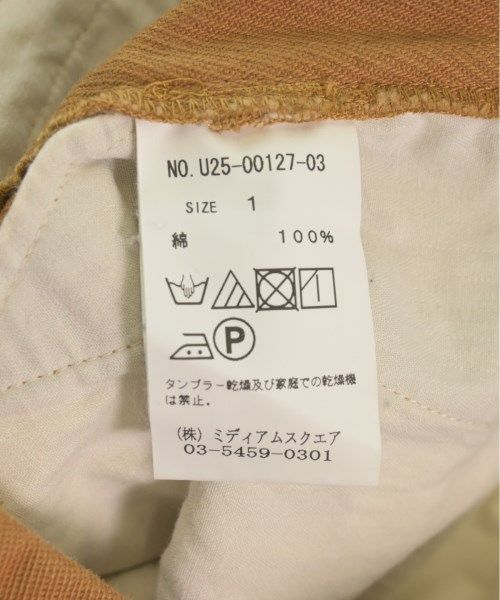 NO. U25-00127-03
SIZE 1
綿 100%
P
タンブラー乾燥及び家庭での乾燥機
は禁止。
(株) ミディアムスクエア
03-5459-0301